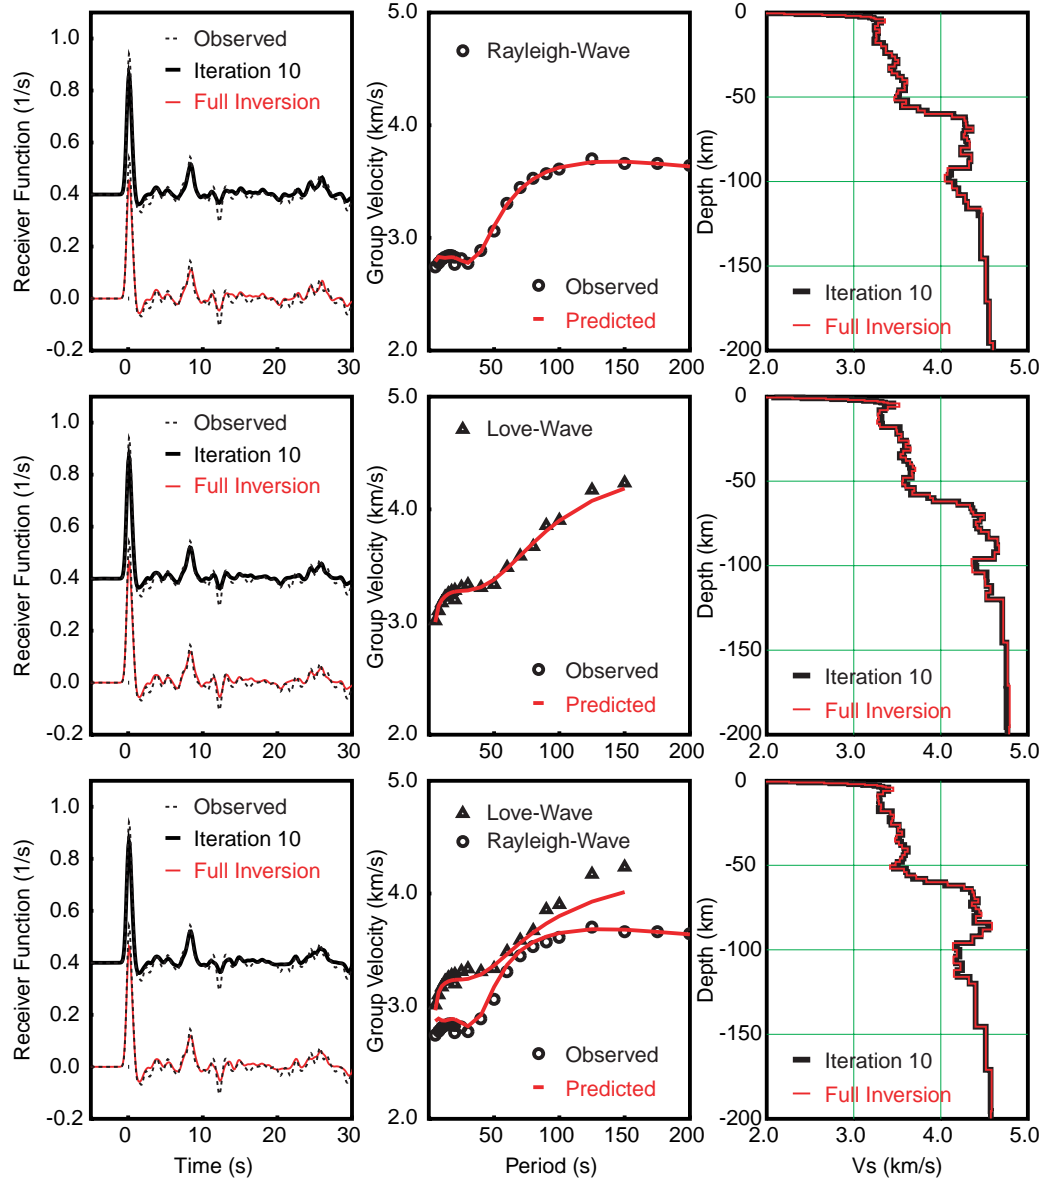 Receiver Function (1/s)
1.0
0.8
0.6
0.4
0.2
0.0
-0.2
0 10 20 30
Observed
Iteration 10
Full Inversion
Group Velocity (km/s)
5.0
4.0
3.0
2.0
50 100 150 200
Rayleigh-Wave
Observed
Predicted
Depth (km)
0
-50
-100
-150
-200
2.0 3.0 4.0 5.0
Iteration 10
Full Inversion
Receiver Function (1/s)
1.0
0.8
0.6
0.4
0.2
0.0
-0.2
0 10 20 30
Observed
Iteration 10
Full Inversion
Group Velocity (km/s)
5.0
4.0
3.0
2.0
50 100 150 200
Love-Wave
Observed
Predicted
Depth (km)
0
-50
-100
-150
-200
2.0 3.0 4.0 5.0
Iteration 10
Full Inversion
Receiver Function (1/s)
1.0
0.8
0.6
0.4
0.2
0.0
-0.2
0 10 20 30
Time (s)
Observed
Iteration 10
Full Inversion
Group Velocity (km/s)
5.0
4.0
3.0
2.0
50 100 150 200
Period (s)
Love-Wave
Rayleigh-Wave
Observed
Predicted
Depth (km)
0
-50
-100
-150
-200
2.0 3.0 4.0 5.0
Vs (km/s)
Iteration 10
Full Inversion